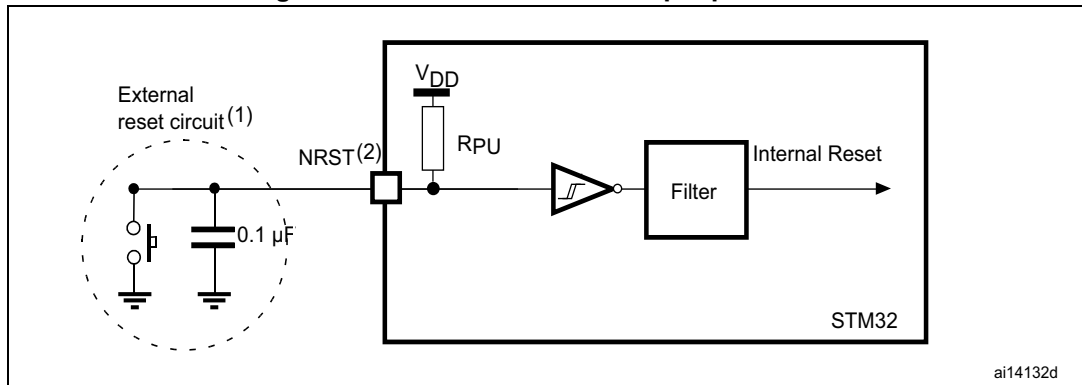 External
reset circuit(1)
VDD
RPU
NRST(2)
Internal Reset
Filter
0.1 µF
STM32
ai14132d